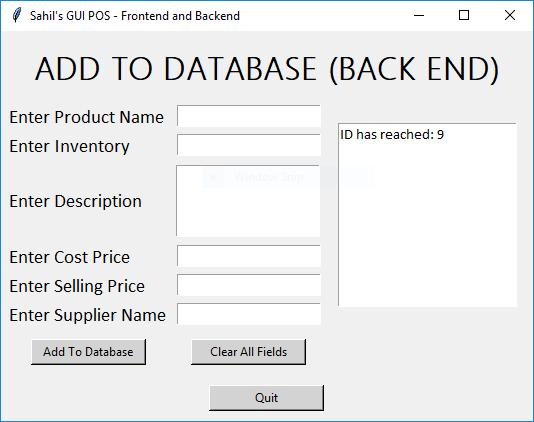 Sahil's GUI POS - Frontend and Backend
ADD TO DATABASE (BACK END)
Enter Product Name
Enter Inventory
ID has reached: 9
Window Snip
Enter Description
Enter Cost Price
Enter Selling Price
Enter Supplier Name
Add To Database
Clear All Fields
Quit